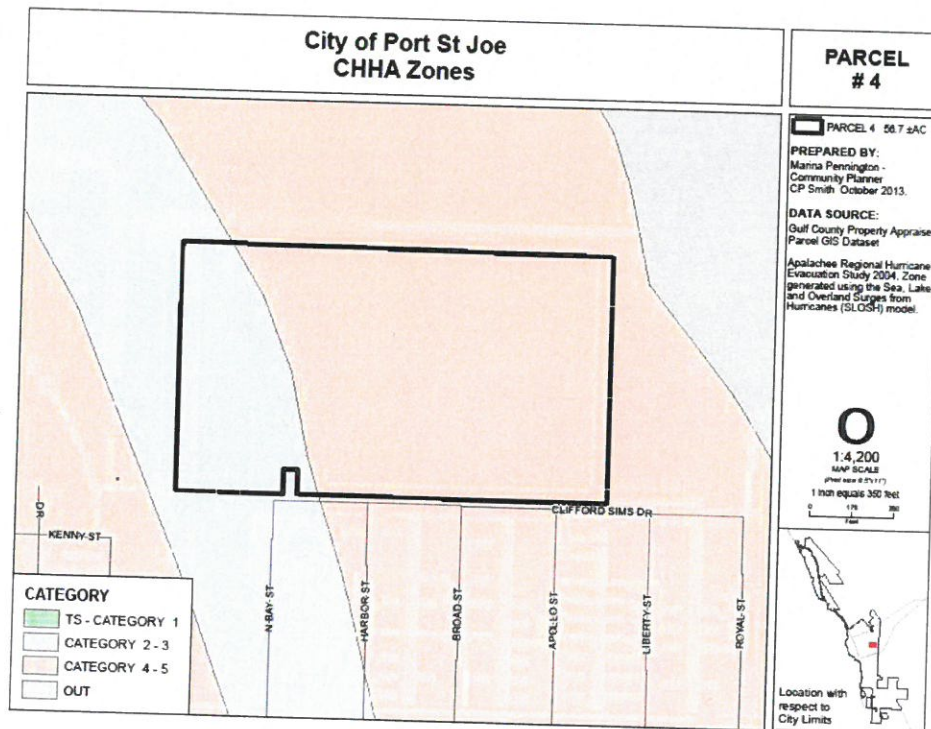 City of Port St Joe
CHHA Zones
PARCEL
# 4
PARCEL 4 56.7 ±AC
PREPARED BY:
Marina Pennington -
Community Planner
CP Smith October 2013.
DATA SOURCE:
Gulf County Property Appraise
Parcel GIS Dataset
Apalachee Regional Hurricane
Evacuation Study 2004. Zone
generated using the Sea, Lake
and Overland Surges from
Hurricanes (SLOSH) model.
O
1:4,200
MAP SCALE
1 inch equals 350 feet
0 175 350
Feet
DR
KENNY ST
CLIFFORD SIMS DR
N BAY ST
HARBOR ST
BROAD ST
APOLLO ST
LIBERTY ST
ROYAL ST
CATEGORY
TS - CATEGORY 1
CATEGORY 2 - 3
CATEGORY 4 - 5
OUT
Location with
respect to
City Limits